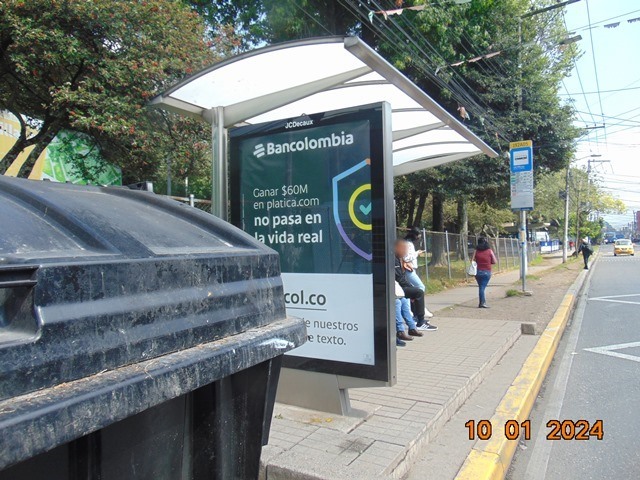 JCDecaux
Bancolombia
Ganar $60M
en platica.com
no pasa en
la vida real
col.co
de nuestros
e texto.
10 01 2024